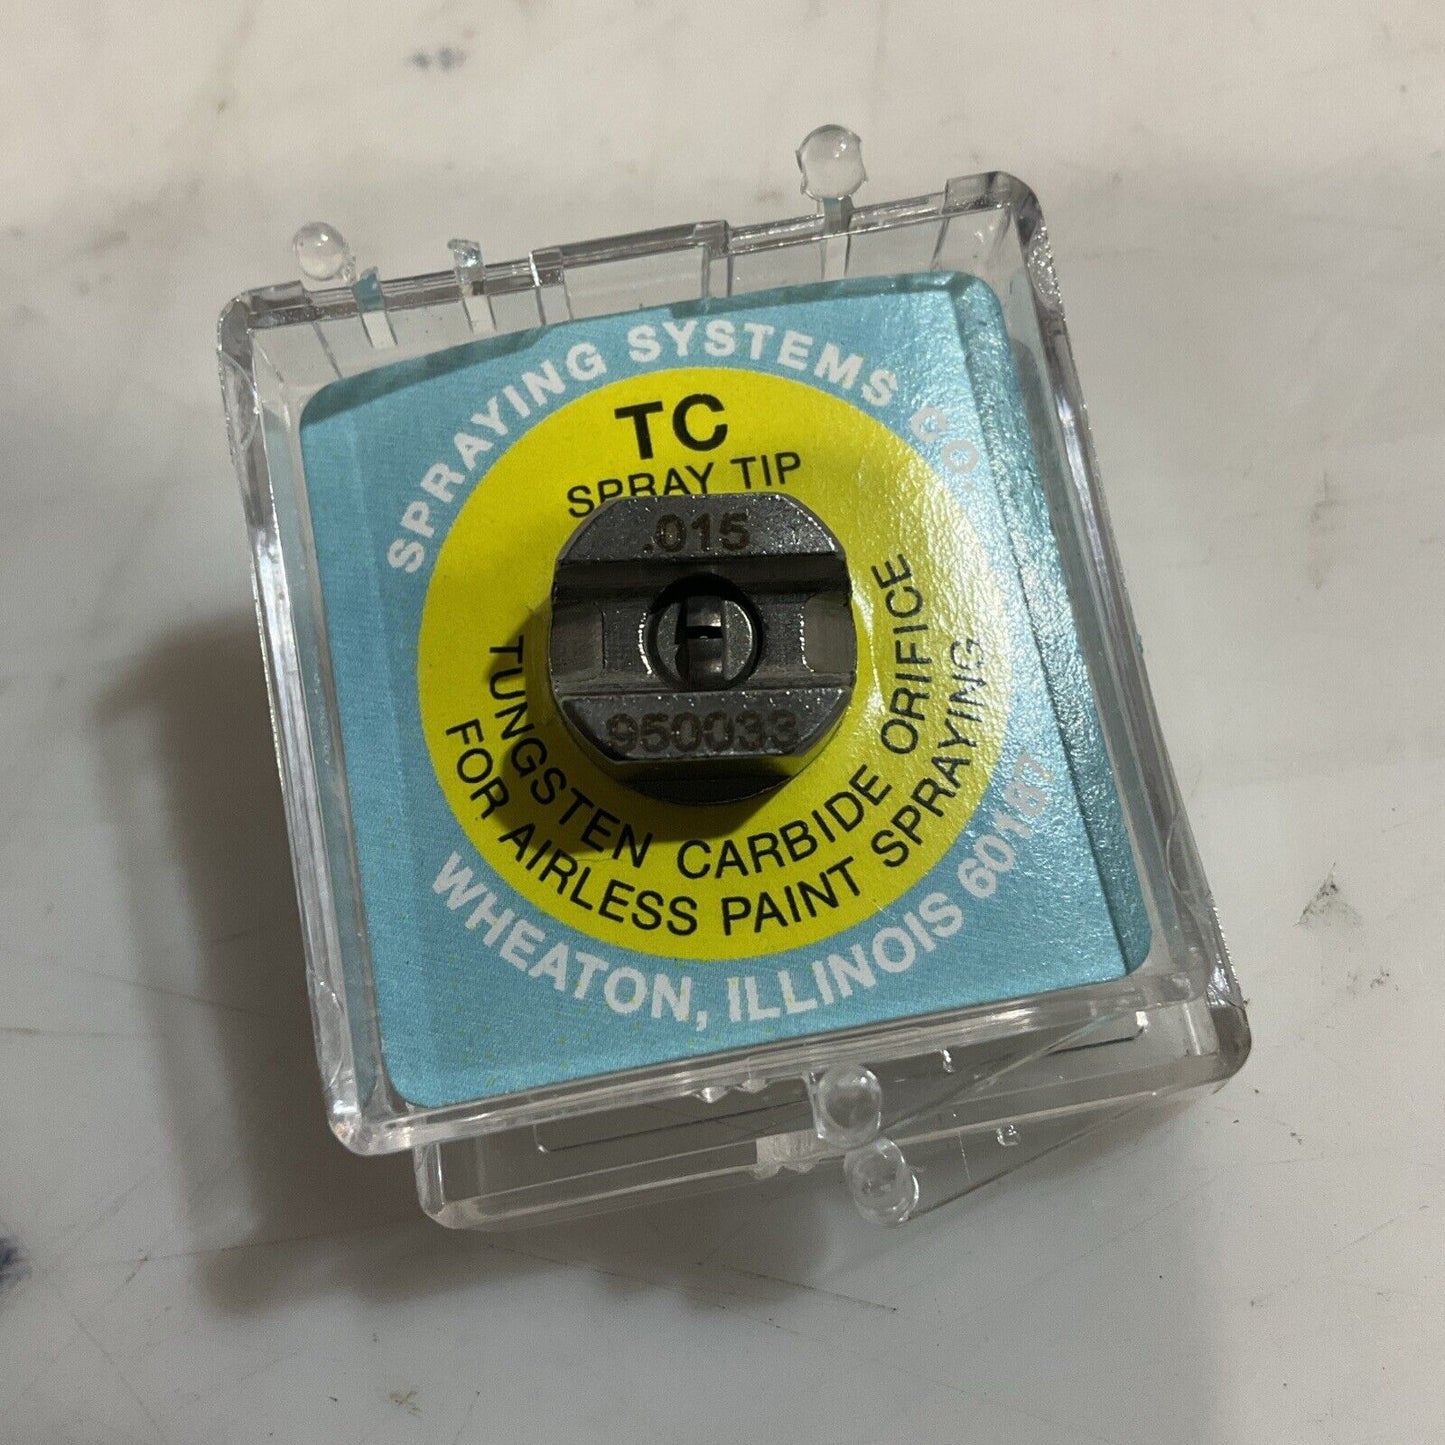 SPRAYING SYSTEMS CO.
TC
SPRAY TIP
.015
950033
TUNGSTEN CARBIDE ORIFICE
FOR AIRLESS PAINT SPRAYING
WHEATON, ILLINOIS 60187